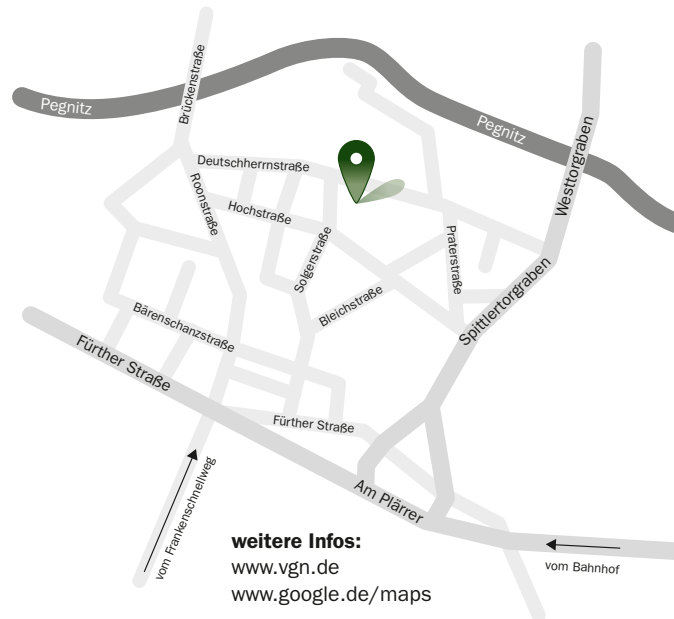 Pegnitz
Brückenstraße
Pegnitz
Westtorgraben
Deutschherrnstraße
Roonstraße
Hochstraße
Solgerstraße
Praterstraße
Bleichstraße
Spittlertorgraben
Bärenschanzstraße
Fürther Straße
Fürther Straße
Am Plärrer
vom Frankenschnellweg
vom Bahnhof
weitere Infos:
www.vgn.de
www.google.de/maps